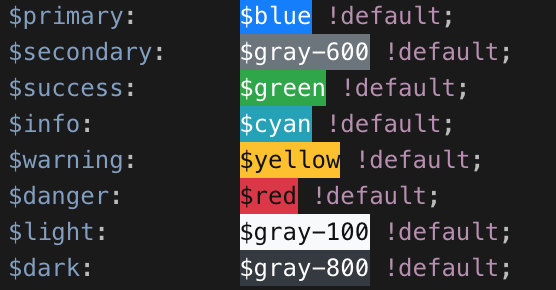 $primary: $blue !default;
$secondary: $gray-600 !default;
$success: $green !default;
$info: $cyan !default;
$warning: $yellow !default;
$danger: $red !default;
$light: $gray-100 !default;
$dark: $gray-800 !default;